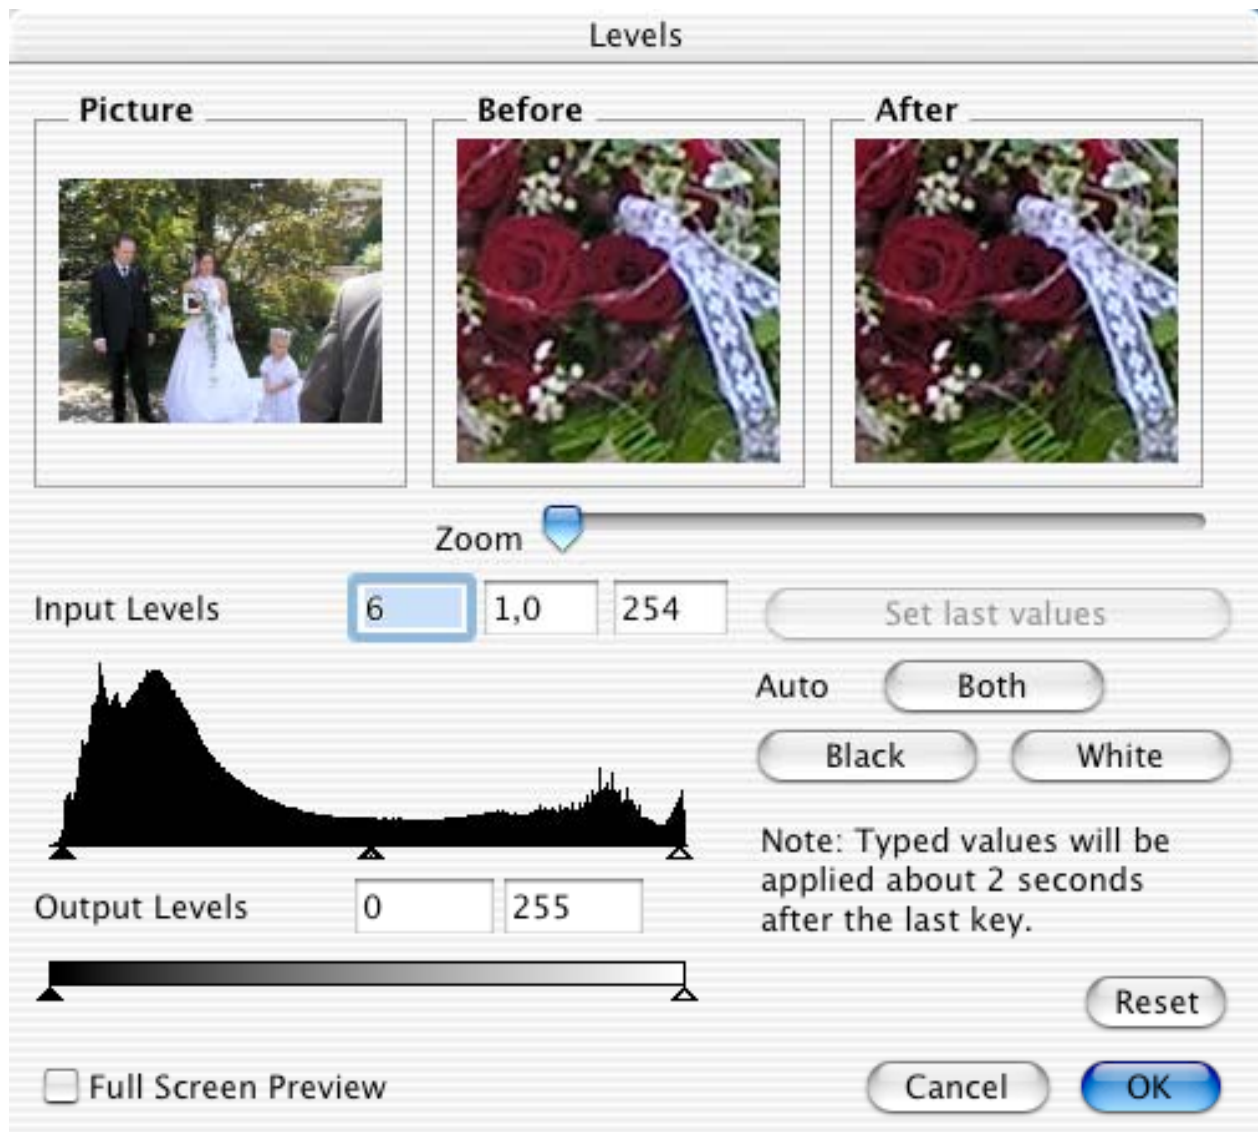 Levels
Picture
Before
After
Zoom
Input Levels 6 1,0 254 Set last values
Auto Both
Black White
Note: Typed values will be
applied about 2 seconds
after the last key.
Output Levels 0 255
Reset
Full Screen Preview Cancel OK